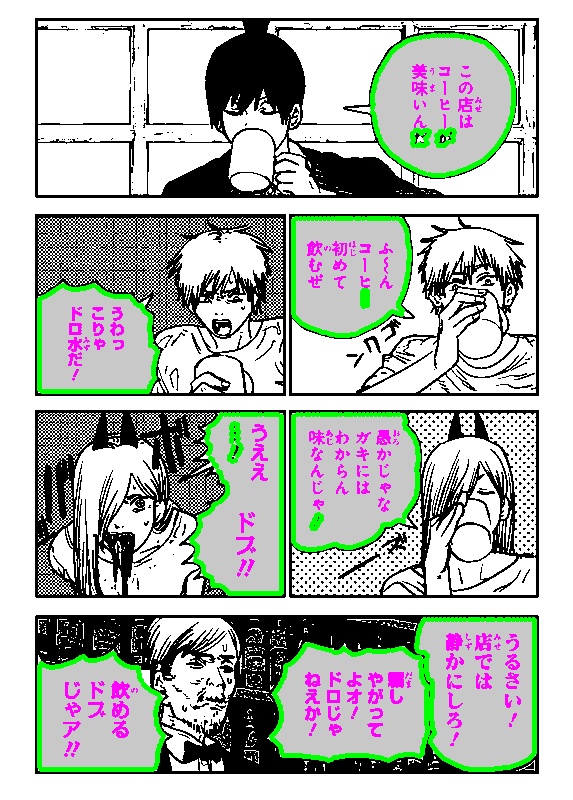 この店は
コーヒーが
美味いんだ
ふ〜ん
コーヒー
初めて
飲むぜ
ングゴ
うわっ
こりゃ
ドロ水だ!
愚かじゃな
ガキには
わからん
味なんじゃ
うええ
ドブ!!
うるさい!
店では
静かにしろ!
騙し
やがって
よオ!
ドロじゃ
ねえか!
飲める
ドブ
じゃア!!